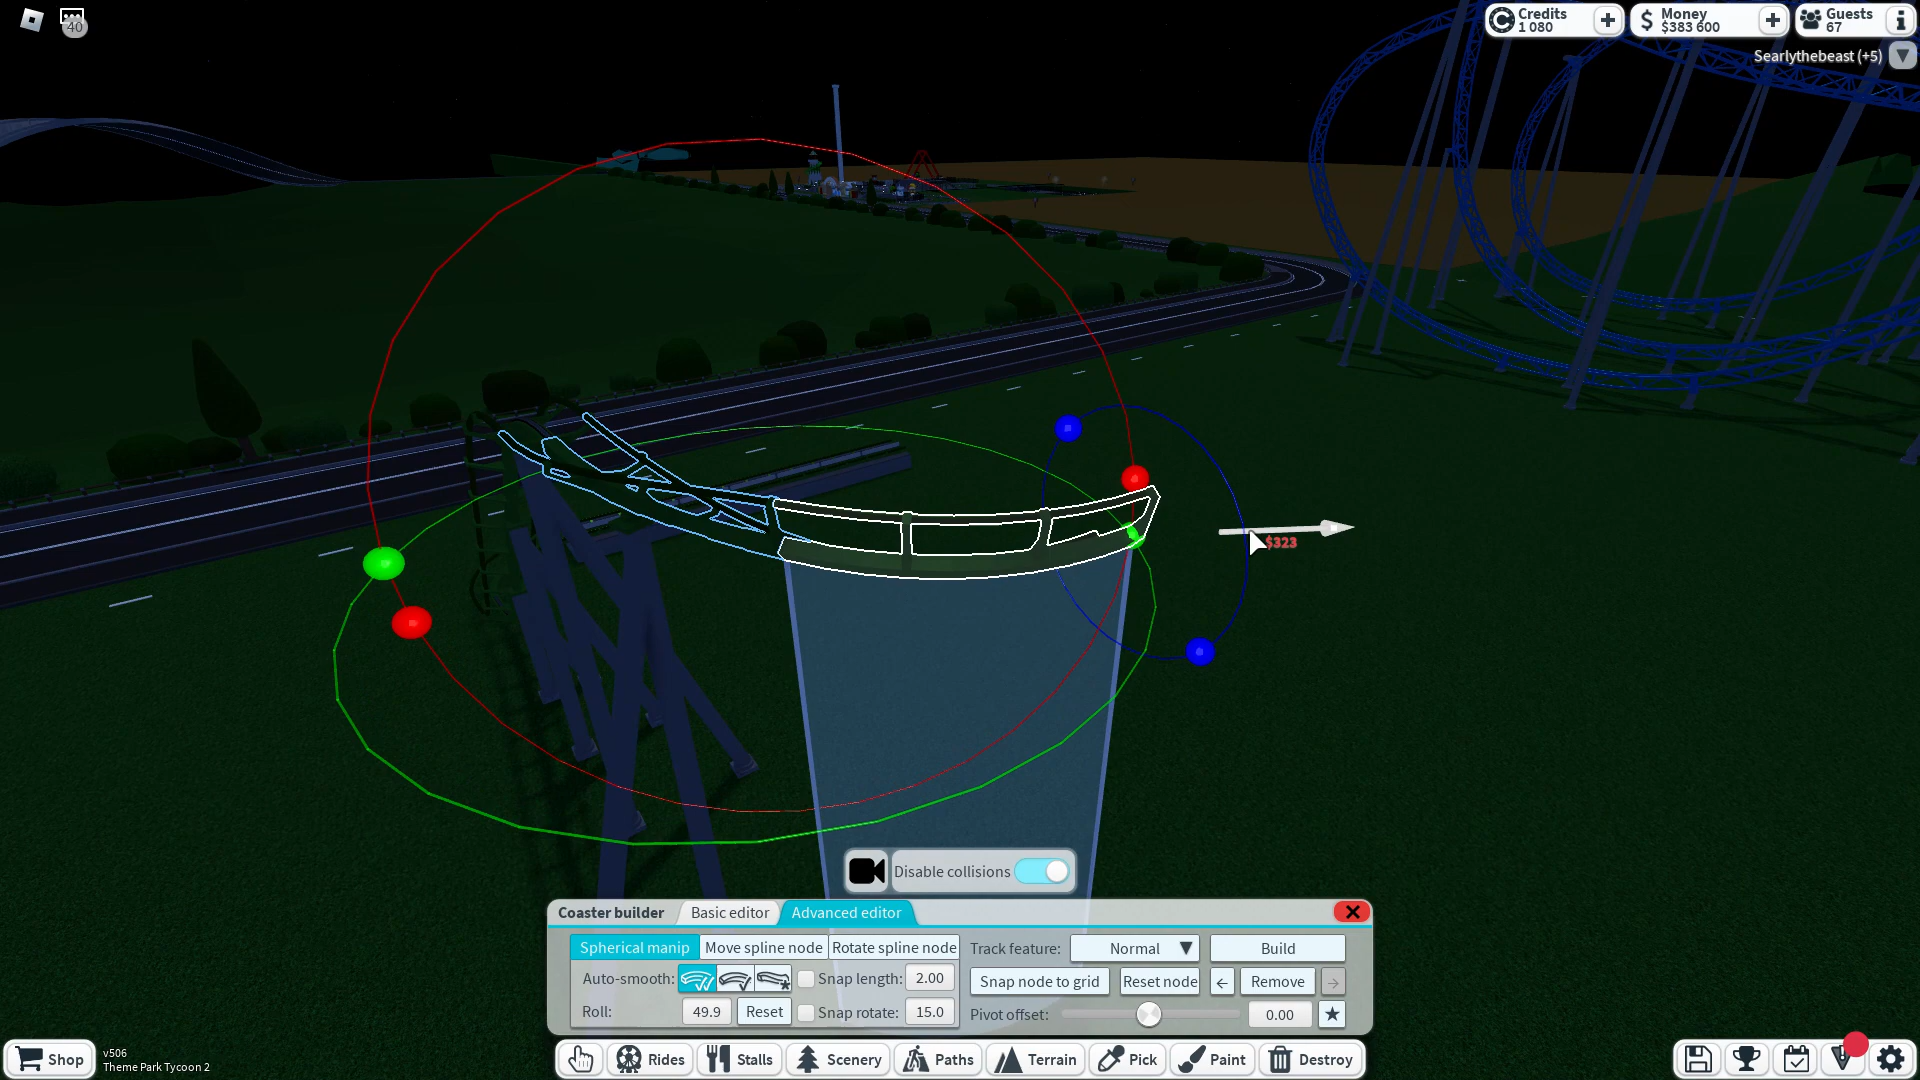 40
Credits
1 080
+
Money
$383 600
+
Guests
67
Searlythebeast (+5)
$323
Disable collisions
Coaster builder
Basic editor
Advanced editor
Spherical manip
Move spline node
Rotate spline node
Track feature:
Normal
Build
Auto-smooth:
Snap length:
2.00
Snap node to grid
Reset node
←
Remove
→
Roll:
49.9
Reset
Snap rotate:
15.0
Pivot offset:
0.00
Shop
v506
Theme Park Tycoon 2
Rides
Stalls
Scenery
Paths
Terrain
Pick
Paint
Destroy